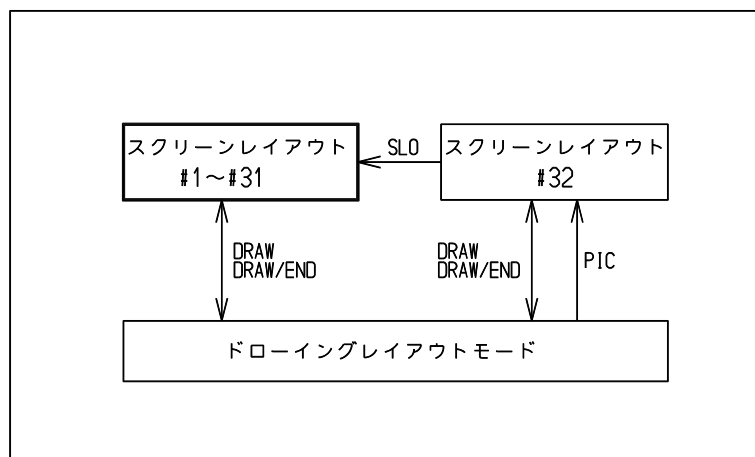 スクリーンレイアウト
#1～#31
SLO
スクリーンレイアウト
#32
DRAW
DRAW/END
DRAW
DRAW/END
PIC
ドローイングレイアウトモード